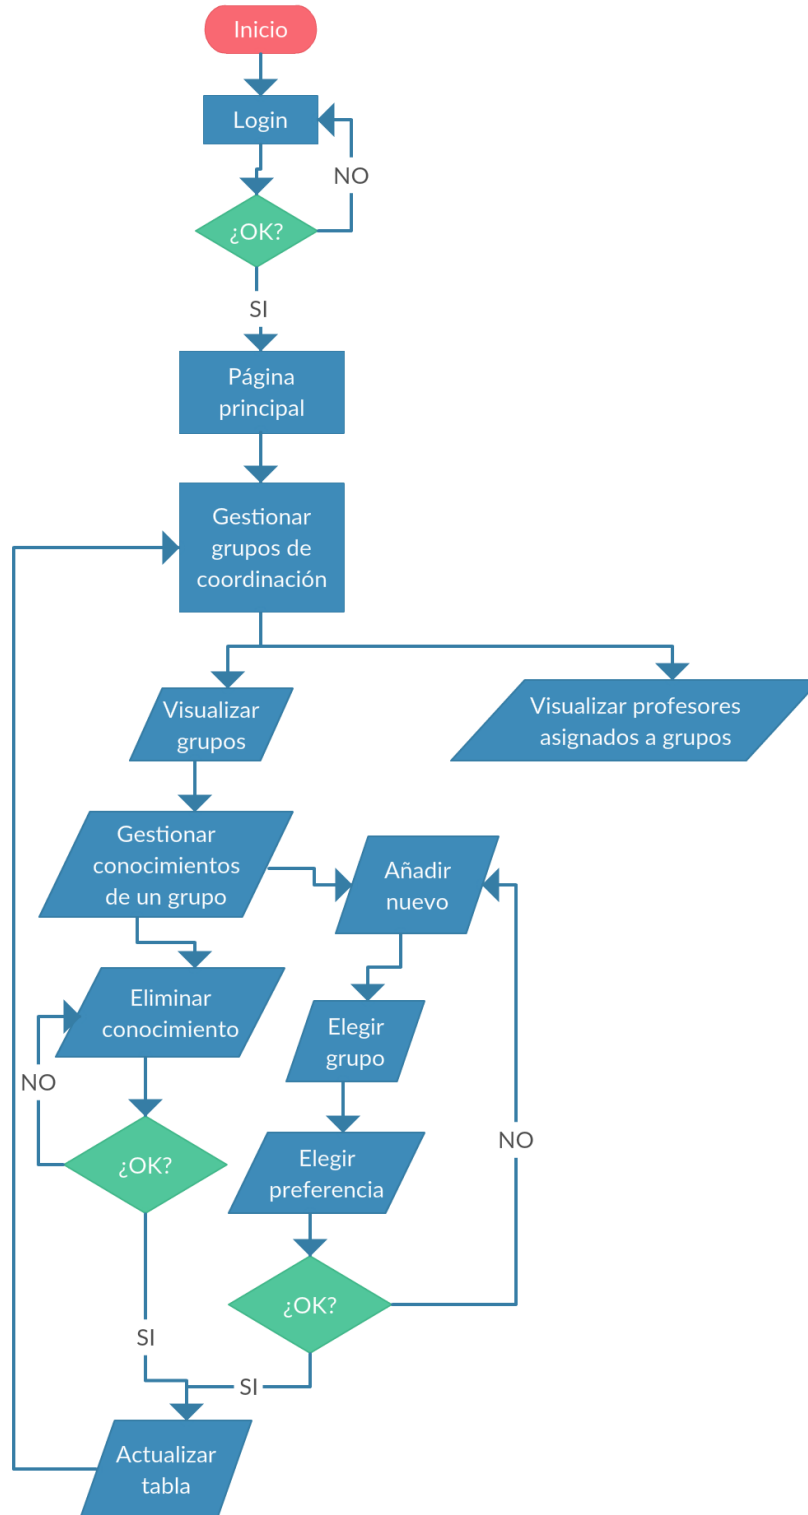 Inicio
Login
NO
¿OK?
SI
Página
principal
Gestionar
grupos de
coordinación
Visualizar
grupos
Visualizar profesores
asignados a grupos
Gestionar
conocimientos
de un grupo
Añadir
nuevo
Eliminar
conocimiento
Elegir
grupo
NO
¿OK?
Elegir
preferencia
NO
¿OK?
SI
SI
Actualizar
tabla